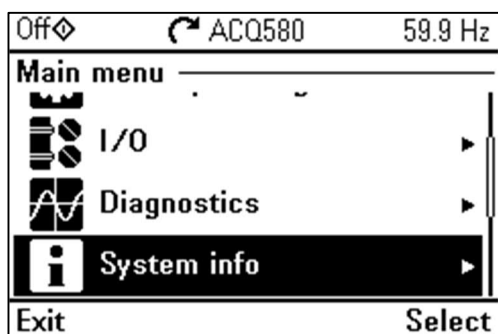 Off ACQ580 59.9 Hz
Main menu
I/O
Diagnostics
System info
Exit Select